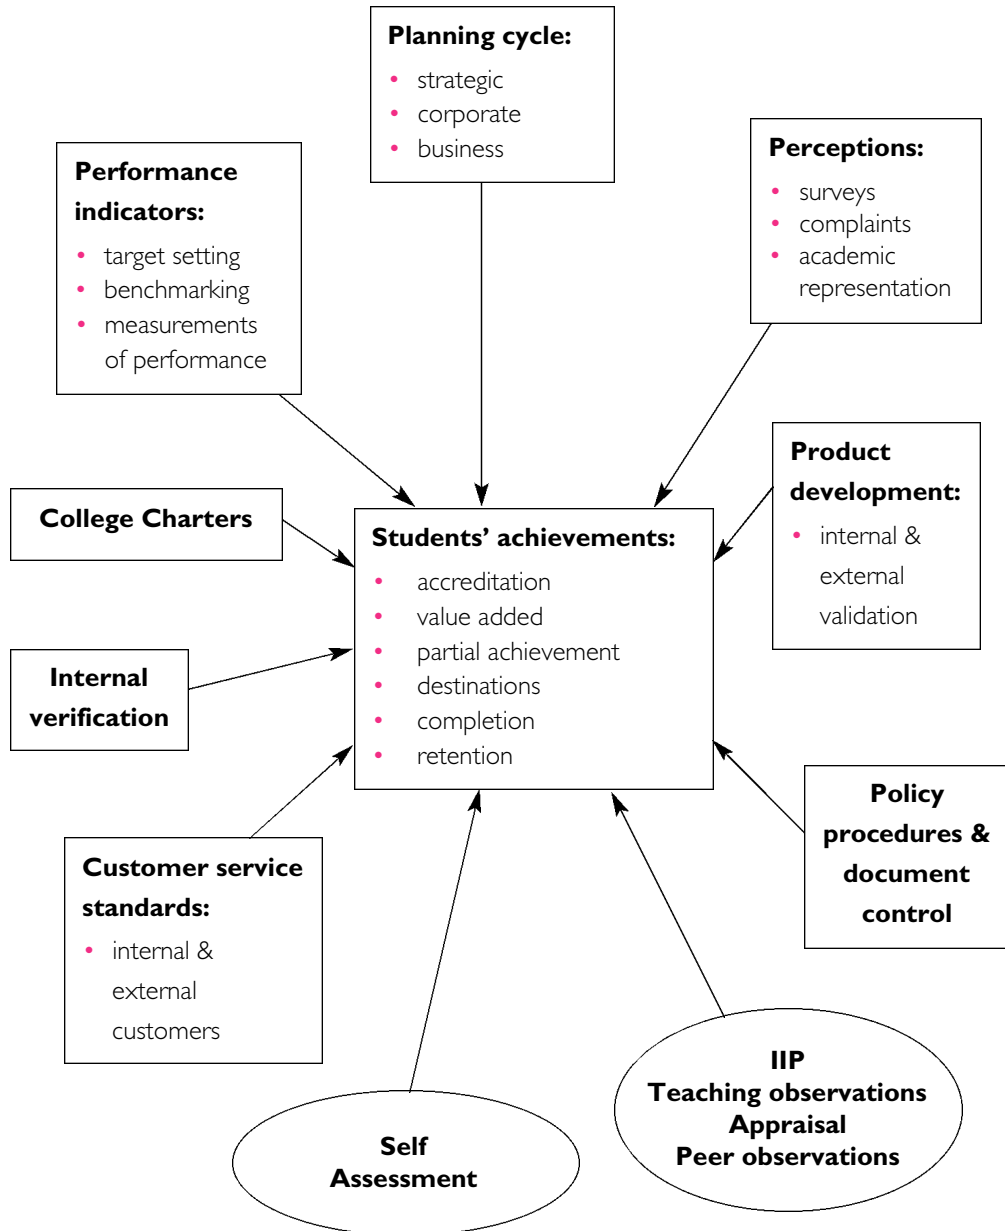 Planning cycle:
• strategic
• corporate
• business
Performance
indicators:
• target setting
• benchmarking
• measurements
of performance
Perceptions:
• surveys
• complaints
• academic
representation
College Charters
Students’ achievements:
• accreditation
• value added
• partial achievement
• destinations
• completion
• retention
Product
development:
• internal &
external
validation
Internal
verification
Customer service
standards:
• internal &
external
customers
Policy
procedures &
document
control
Self
Assessment
IIP
Teaching observations
Appraisal
Peer observations